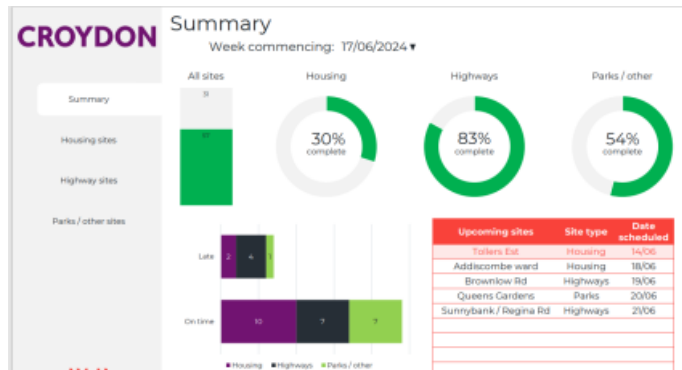 CROYDON
Summary
Week commencing: 17/06/2024
Summary
Housing sites
Highway sites
Parks / other sites
All sites
31
57
Housing
30%
complete
Highways
83%
complete
Parks / other
54%
complete
Late
2 4 1
On time
10 7 7
Housing Highways Parks / other
Upcoming sites Site type Date scheduled
Tollers Est Housing 14/06
Addiscombe ward Housing 18/06
Brownlow Rd Highways 19/06
Queens Gardens Parks 20/06
Sunnybank / Regina Rd Highways 21/06